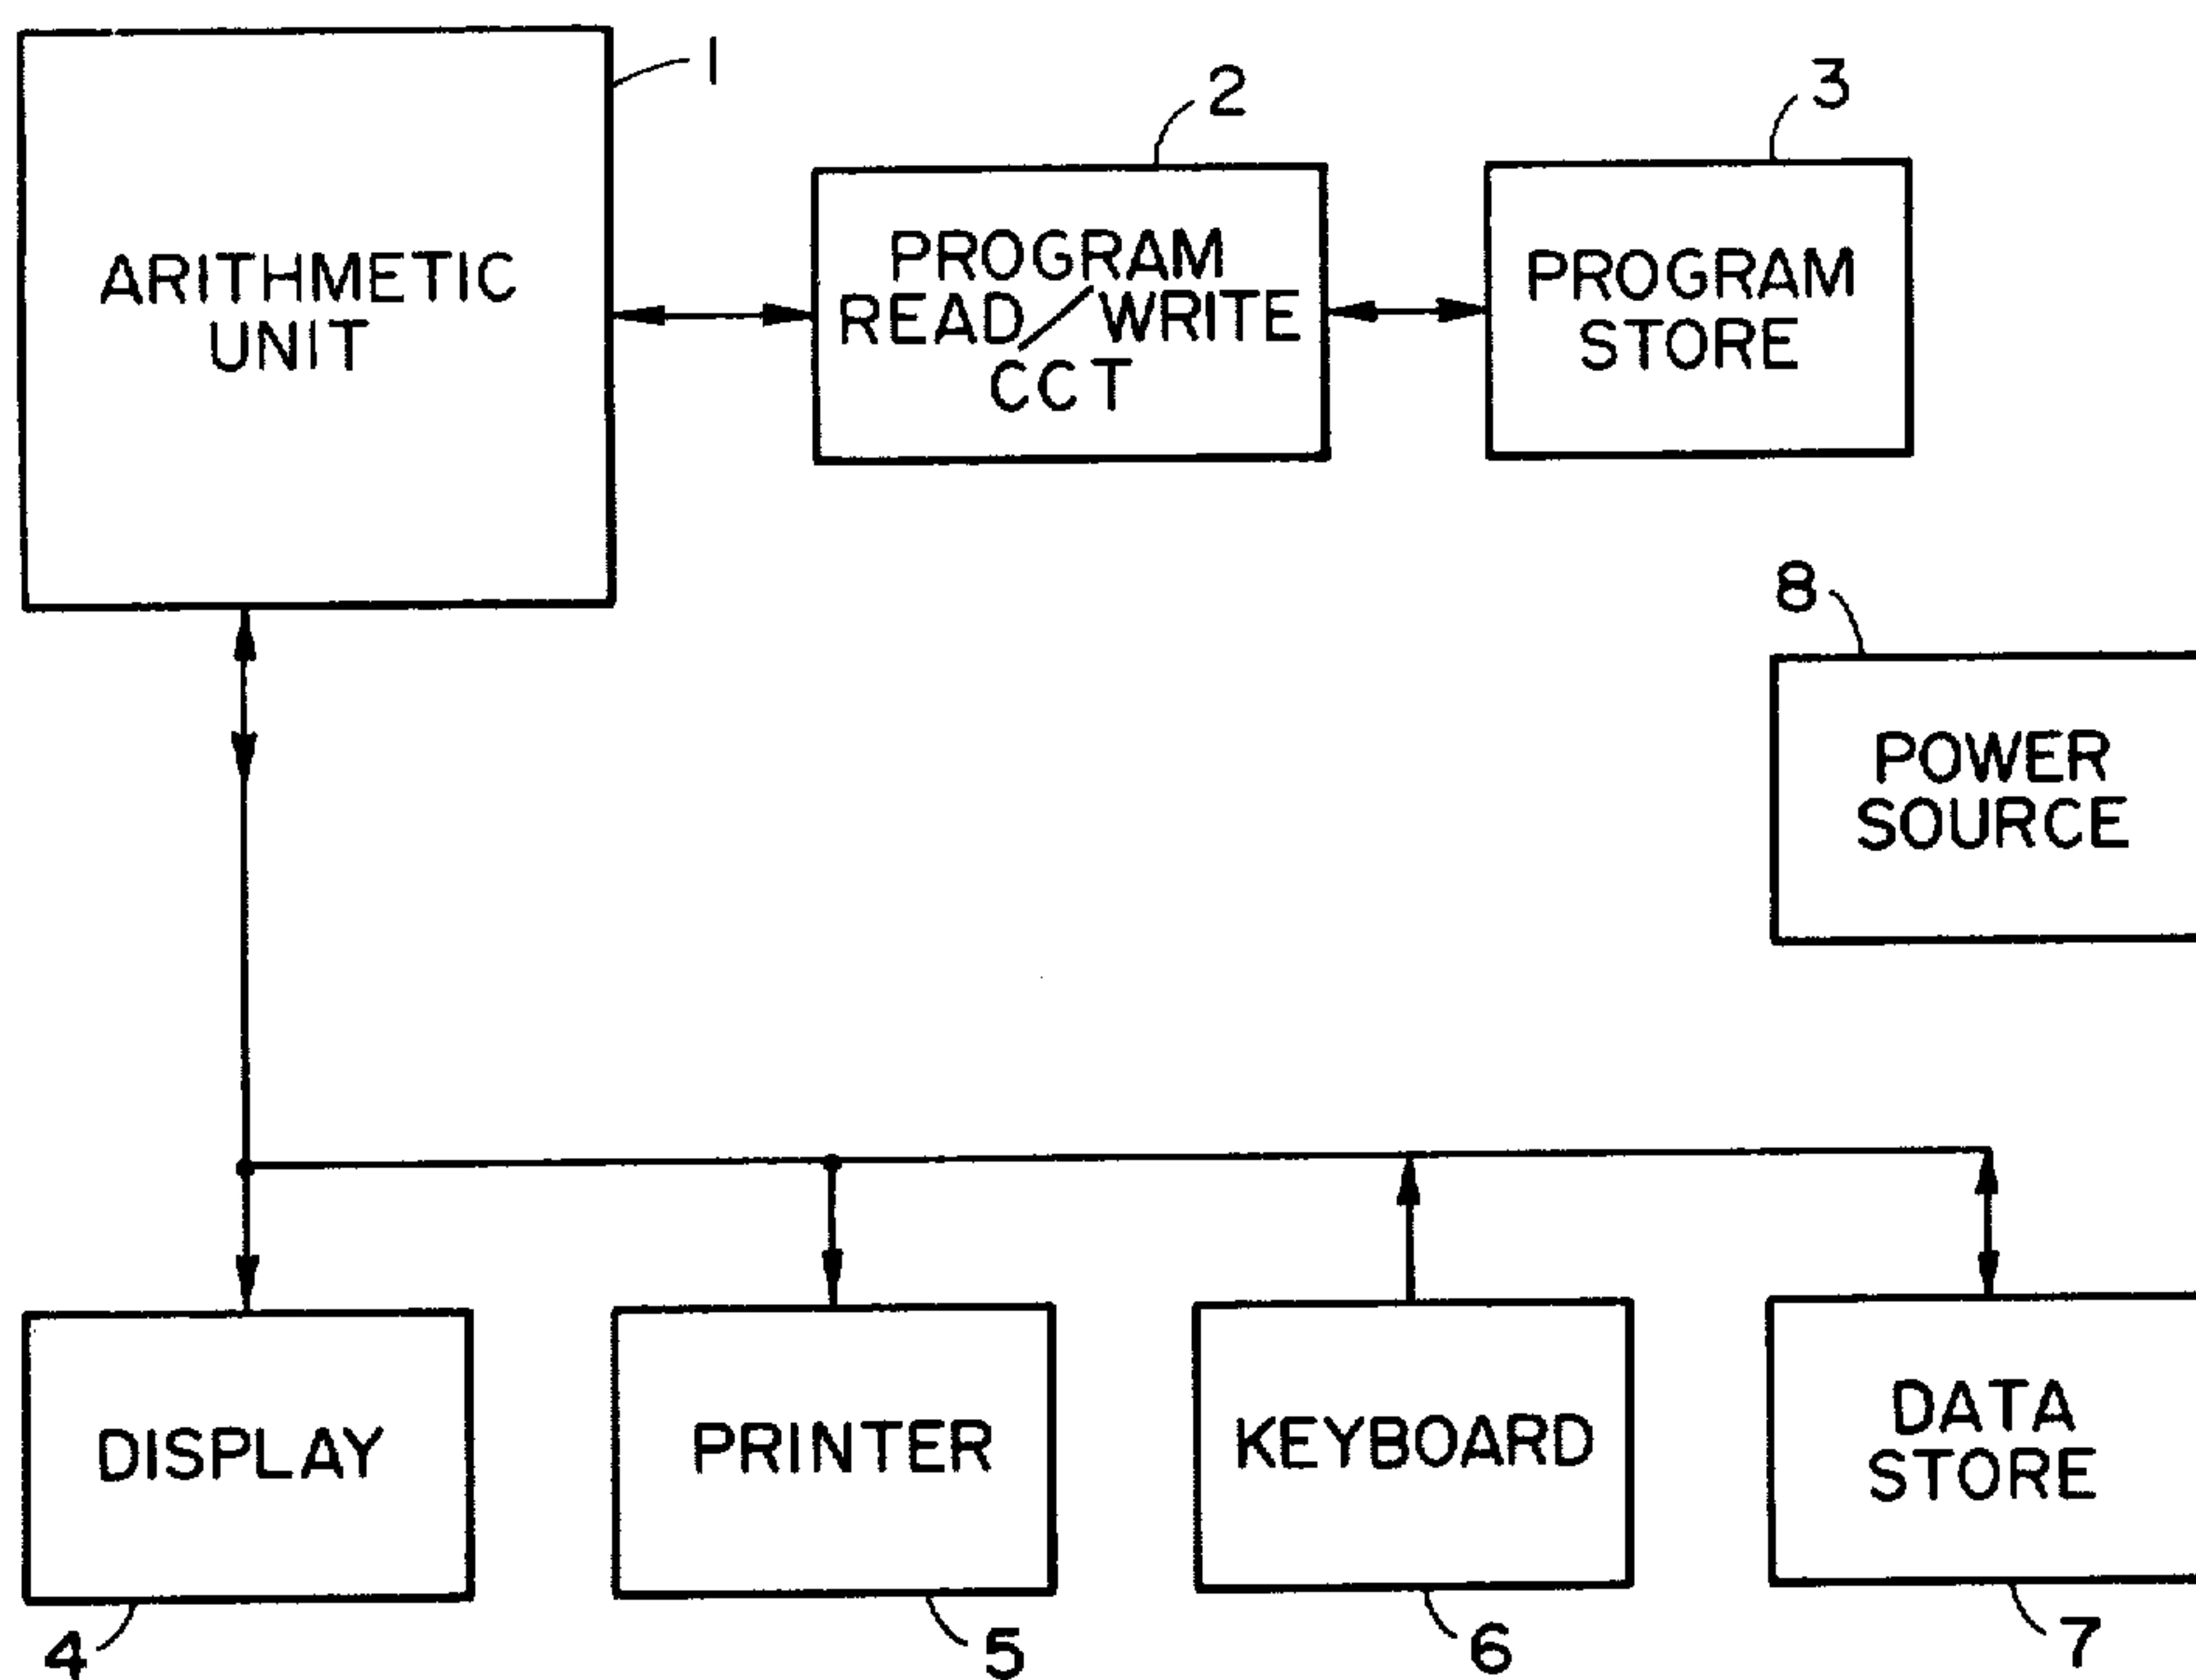 1
2
3
ARITHMETIC
UNIT
PROGRAM
READ/WRITE
CCT
PROGRAM
STORE
8
POWER
SOURCE
DISPLAY
PRINTER
KEYBOARD
DATA
STORE
4
5
6
7